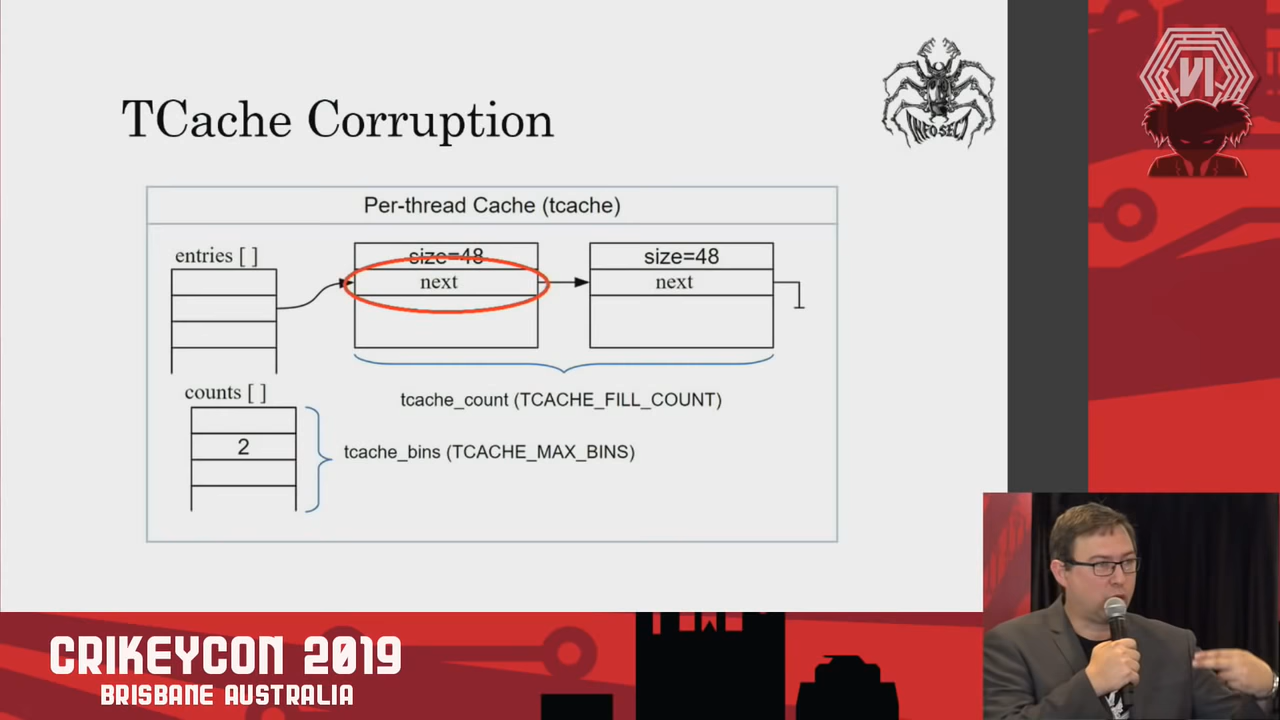 TCache Corruption
INFOSECT
Per-thread Cache (tcache)
entries [ ]
size=48
next
size=48
next
tcache_count (TCACHE_FILL_COUNT)
counts [ ]
2
tcache_bins (TCACHE_MAX_BINS)
VI
CRIKEYCON 2019
BRISBANE AUSTRALIA